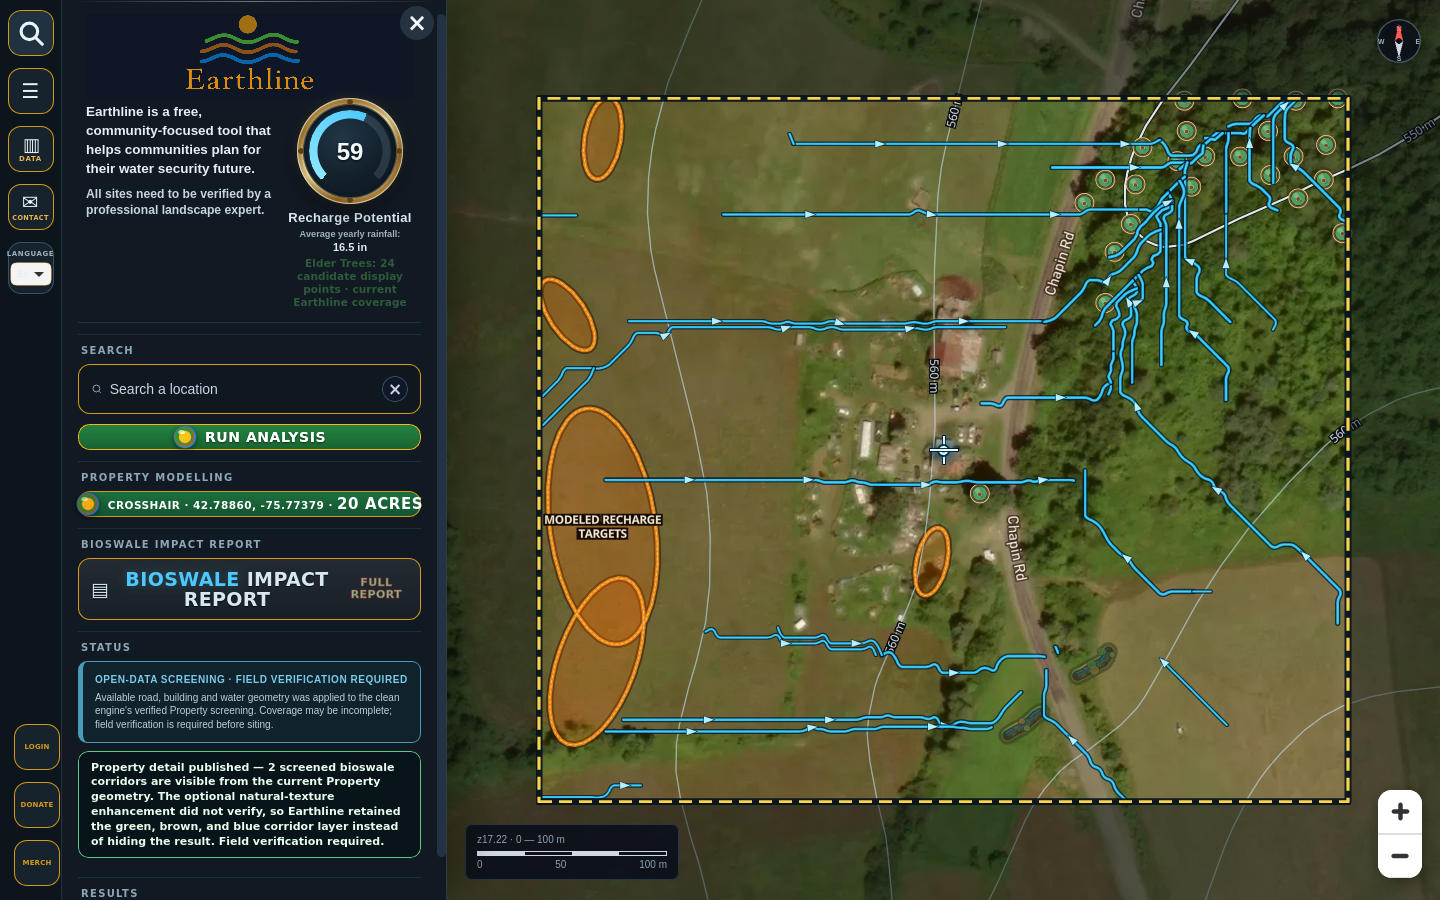 DATA
CONTACT
LANGUAGE
LOGIN
DONATE
MERCH
Earthline
Earthline is a free,
community-focused tool that
helps communities plan for
their water security future.
All sites need to be verified by a
professional landscape expert.
59
Recharge Potential
Average yearly rainfall:
16.5 in
Elder Trees: 24
candidate display
points · current
Earthline coverage
SEARCH
Search a location
RUN ANALYSIS
PROPERTY MODELLING
CROSSHAIR · 42.78860, -75.77379 · 20 ACRES
BIOSWALE IMPACT REPORT
BIOSWALE IMPACT
REPORT
FULL
REPORT
STATUS
OPEN-DATA SCREENING · FIELD VERIFICATION REQUIRED
Available road, building and water geometry was applied to the clean
engine's verified Property screening. Coverage may be incomplete;
field verification is required before siting.
Property detail published — 2 screened bioswale
corridors are visible from the current Property
geometry. The optional natural-texture
enhancement did not verify, so Earthline retained
the green, brown, and blue corridor layer instead
of hiding the result. Field verification required.
RESULTS
Ch
N
W
E
S
560 m
550 m
Chapin Rd
560 m
560 m
MODELED RECHARGE
TARGETS
Chapin Rd
560 m
z17.22 · 0 — 100 m
0
50
100 m